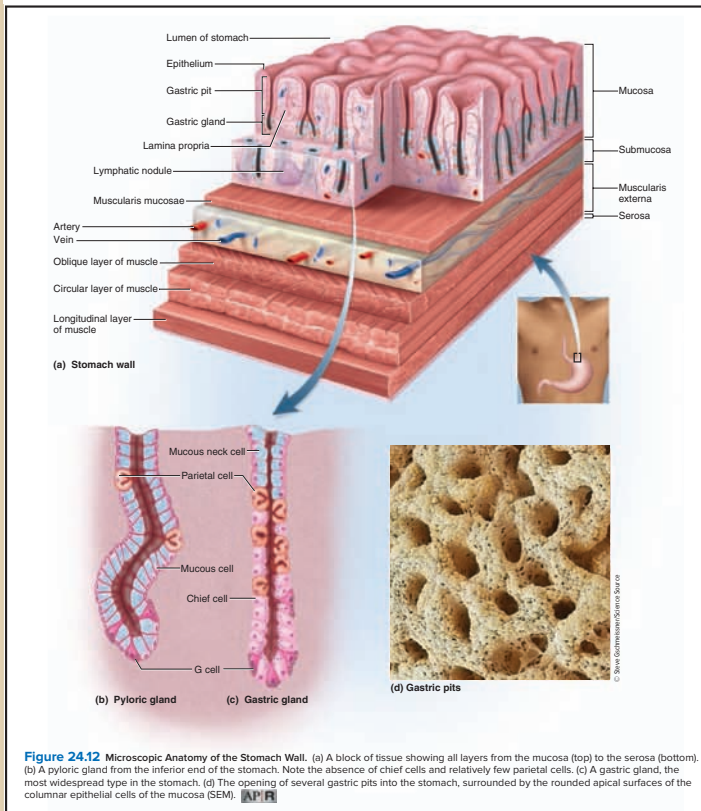 Lumen of stomach
Epithelium
Gastric pit
Gastric gland
Lamina propria
Lymphatic nodule
Muscularis mucosae
Artery
Vein
Oblique layer of muscle
Circular layer of muscle
Longitudinal layer
of muscle
Mucosa
Submucosa
Muscularis
externa
Serosa
(a) Stomach wall
Mucous neck cell
Parietal cell
Mucous cell
Chief cell
G cell
(b) Pyloric gland
(c) Gastric gland
© Steve Gschmeissner/Science Source
(d) Gastric pits
Figure 24.12 Microscopic Anatomy of the Stomach Wall. (a) A block of tissue showing all layers from the mucosa (top) to the serosa (bottom).
(b) A pyloric gland from the inferior end of the stomach. Note the absence of chief cells and relatively few parietal cells. (c) A gastric gland, the
most widespread type in the stomach. (d) The opening of several gastric pits into the stomach, surrounded by the rounded apical surfaces of the
columnar epithelial cells of the mucosa (SEM). AP|R